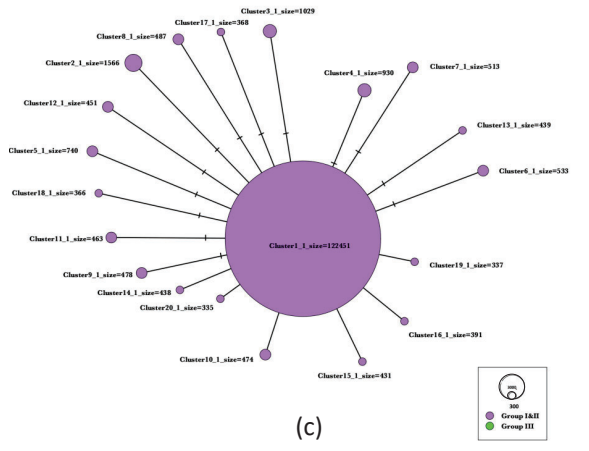 Cluster3_1_size=1029
Cluster17_1_size=368
Cluster8_1_size=487
Cluster2_1_size=1566
Cluster7_1_size=513
Cluster4_1_size=930
Cluster12_1_size=451
Cluster13_1_size=439
Cluster5_1_size=740
Cluster6_1_size=533
Cluster18_1_size=366
Cluster11_1_size=463
Cluster1_1_size=122451
Cluster19_1_size=337
Cluster9_1_size=478
Cluster14_1_size=438
Cluster20_1_size=335
Cluster16_1_size=391
Cluster10_1_size=474
Cluster15_1_size=431
300
Group I&II
Group III
(c)